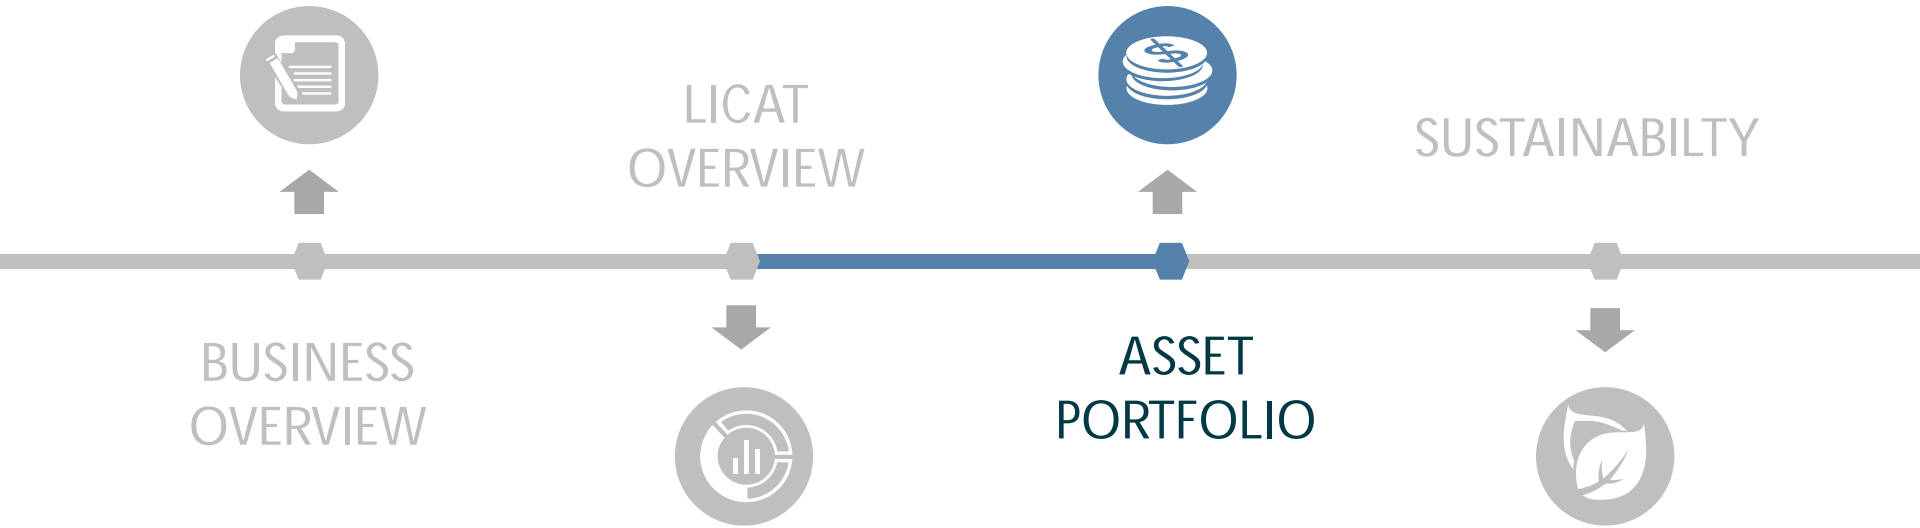 BUSINESS
OVERVIEW
LICAT
OVERVIEW
$
ASSET
PORTFOLIO
SUSTAINABILTY